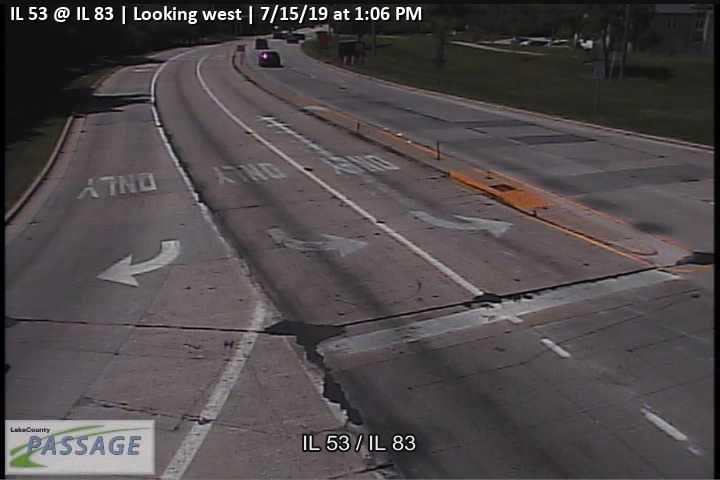 IL 53 @ IL 83 | Looking west | 7/15/19 at 1:06 PM
ONLY
ONLY
ONLY
LakeCounty
PASSAGE
IL 53 / IL 83